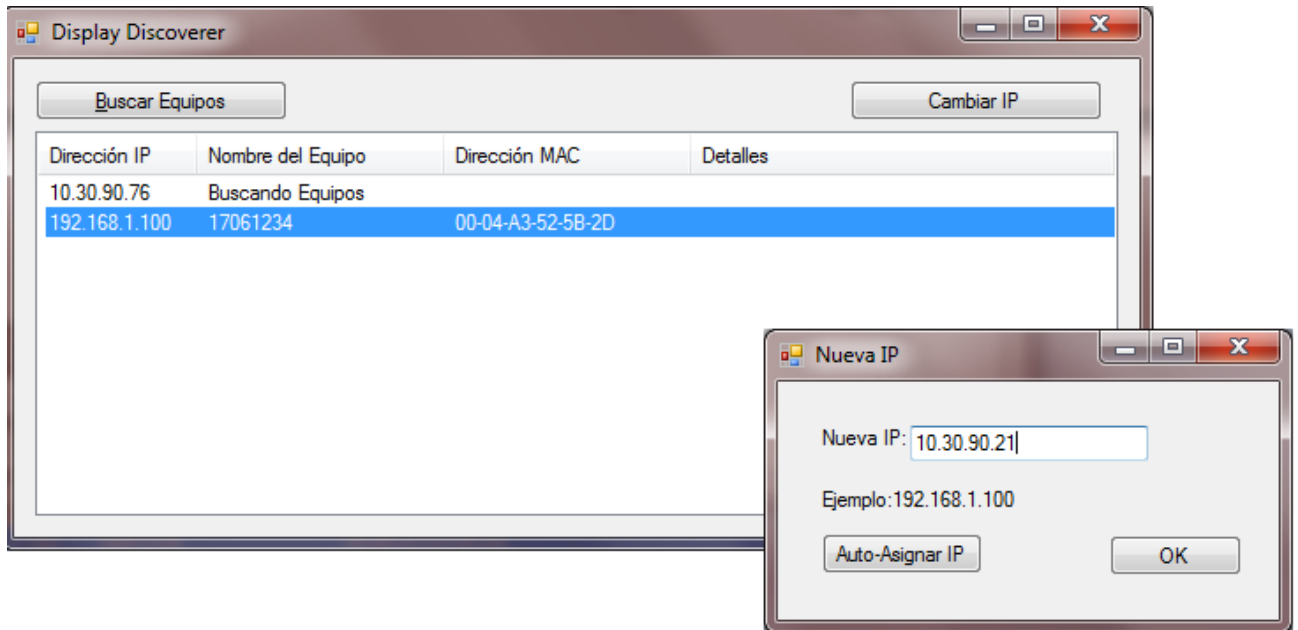 Display Discoverer
Buscar Equipos
Cambiar IP
Dirección IP Nombre del Equipo Dirección MAC Detalles
10.30.90.76 Buscando Equipos
192.168.1.100 17061234 00-04-A3-52-5B-2D
Nueva IP
Nueva IP: 10.30.90.21
Ejemplo:192.168.1.100
Auto-Asignar IP
OK